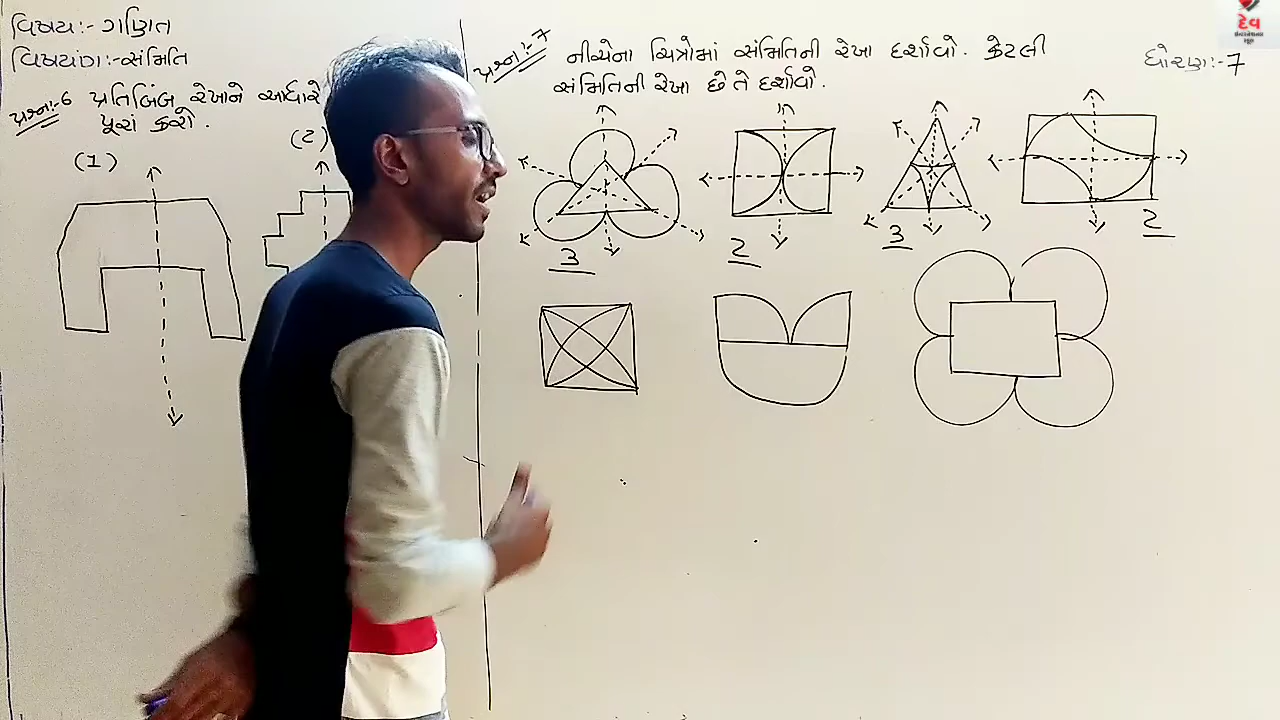 વિષય:- ગણિત
વિષયાંગ:- સંમિતિ
પ્રશ્ન:-6 પ્રતિબિંબ રેખાને આધારે
પૂરાં કરો.
(1)
(2)
પ્રશ્ન:-7 નીચેના ચિત્રોમાં સંમિતિની રેખા દર્શાવો. કેટલી
સંમિતિની રેખા છે તે દર્શાવો.
ધોરણ:-7
3
2
3
2
દેવ